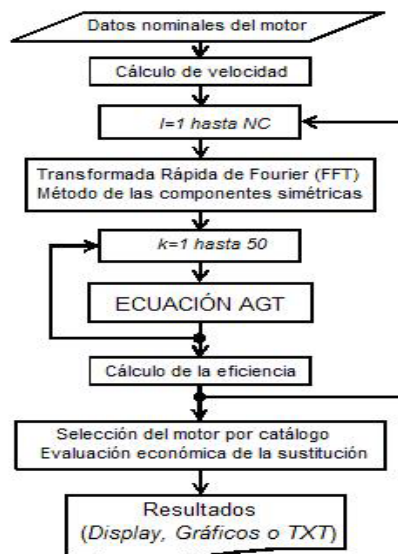 Datos nominales del motor
Cálculo de velocidad
I=1 hasta NC
Transformada Rápida de Fourier (FFT)
Método de las componentes simétricas
k=1 hasta 50
ECUACIÓN AGT
Cálculo de la eficiencia
Selección del motor por catálogo
Evaluación económica de la sustitución
Resultados
(Display, Gráficos o TXT)